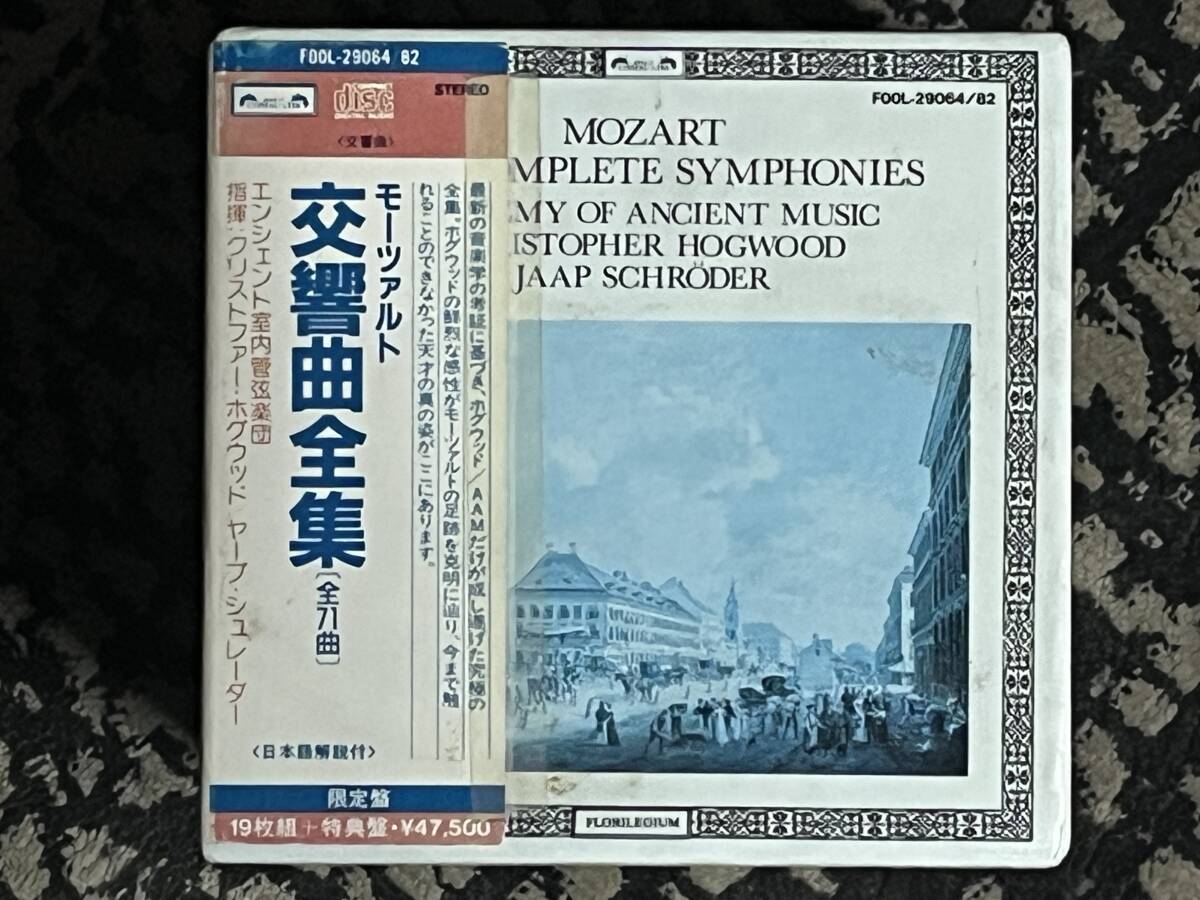 FOOL-29064/82
disc
DIGITAL AUDIO
STEREO
〈交響曲〉
最新の音楽学の考証に基づき、ホグウッド/AAMだけが成し遂げた究極の
全集。ホグウッドの鮮烈な感性がモーツァルトの足跡を克明に辿り、今まで触
れることのできなかった天才の真の姿がここにあります。
モーツァルト
交響曲全集
〔全71曲〕
エンシェント室内管弦楽団
指揮:クリストファー・ホグウッド ヤープ・シュレーダー
〈日本語解説付〉
限定盤
19枚組+特典盤・¥47,500
FOOL-29064/82
MOZART
MPLETE SYMPHONIES
MY OF ANCIENT MUSIC
ISTOPHER HOGWOOD
JAAP SCHRÖDER
FLORILEGIUM